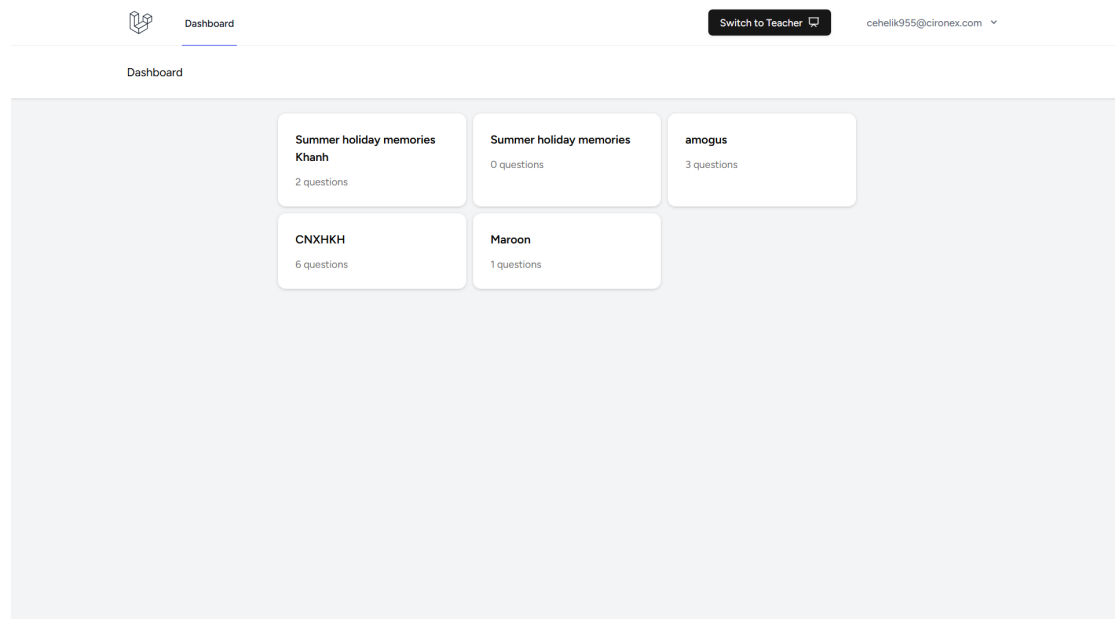 Dashboard
Switch to Teacher
cehelik955@cironex.com
Dashboard
Summer holiday memories
Khanh
2 questions
Summer holiday memories
0 questions
amogus
3 questions
CNXHKH
6 questions
Maroon
1 questions